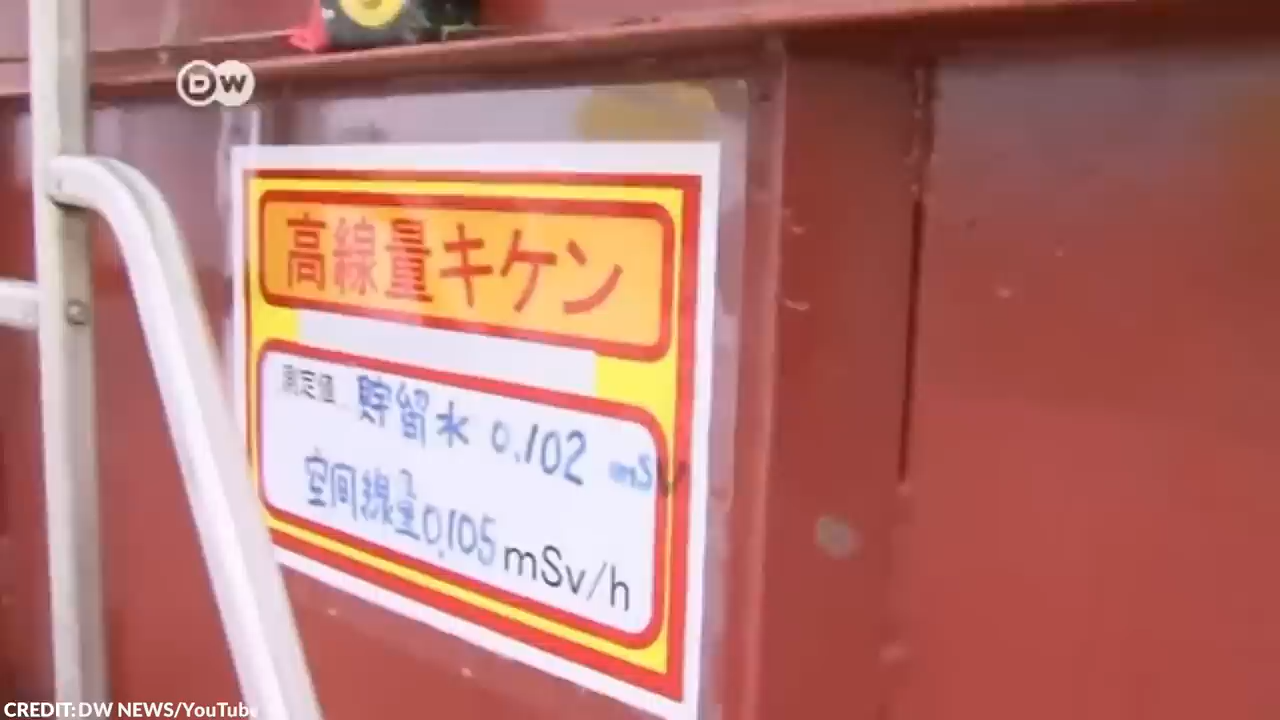 DW
高線量キケン
測定値 貯留水 0.102 mSv
空間線量 0.105 mSv/h
CREDIT: DW NEWS/YouTube